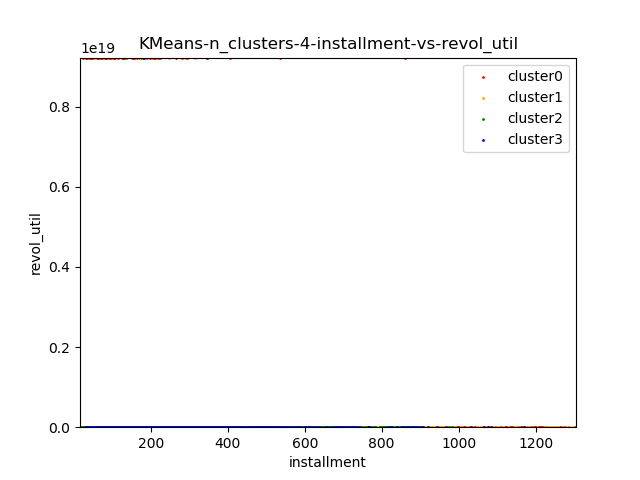 KMeans-n_clusters-4-installment-vs-revol_util
1e19
cluster0
cluster1
cluster2
cluster3
0.8
0.6
0.4
0.2
0.0
revol_util
200 400 600 800 1000 1200
installment